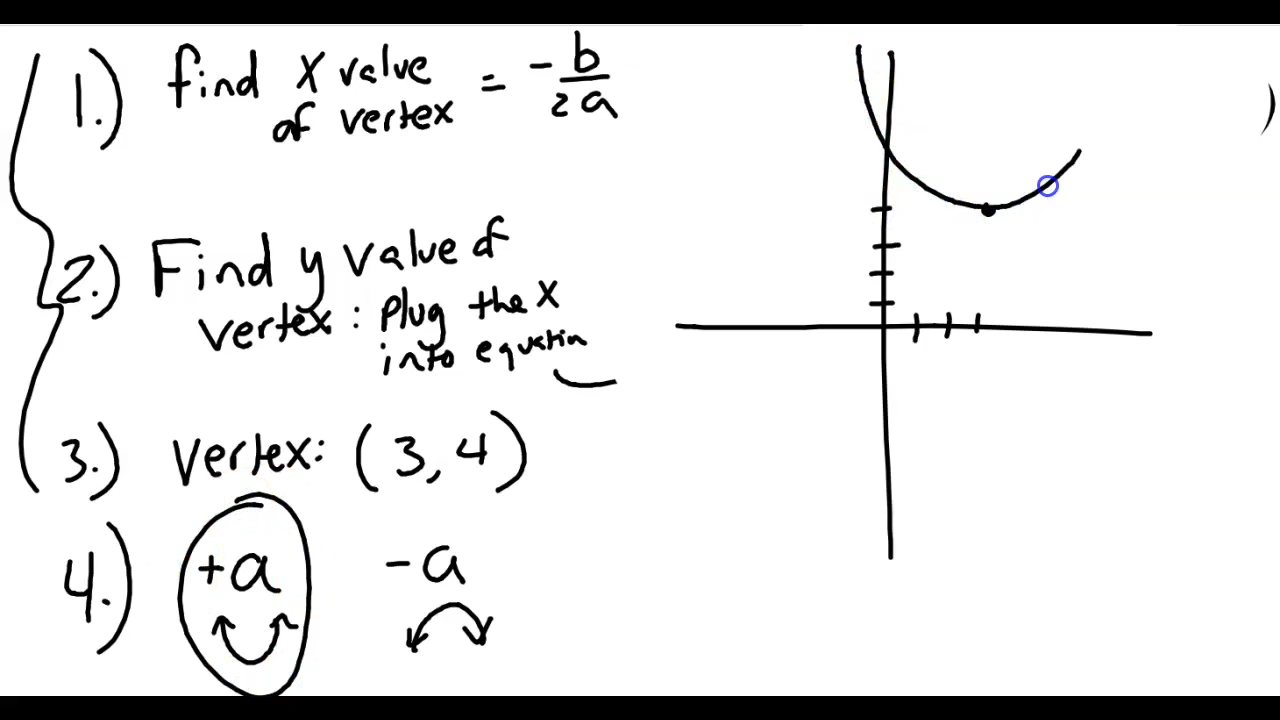 1.) find x value = -b/2a
of vertex
2.) Find y value of
vertex: plug the x
into equatin
3.) vertex: (3, 4)
4.) +a -a
)